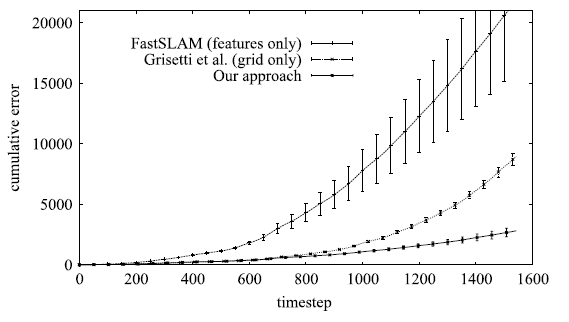 20000
15000
10000
5000
0
cumulative error
FastSLAM (features only)
Grisetti et al. (grid only)
Our approach
0 200 400 600 800 1000 1200 1400 1600
timestep